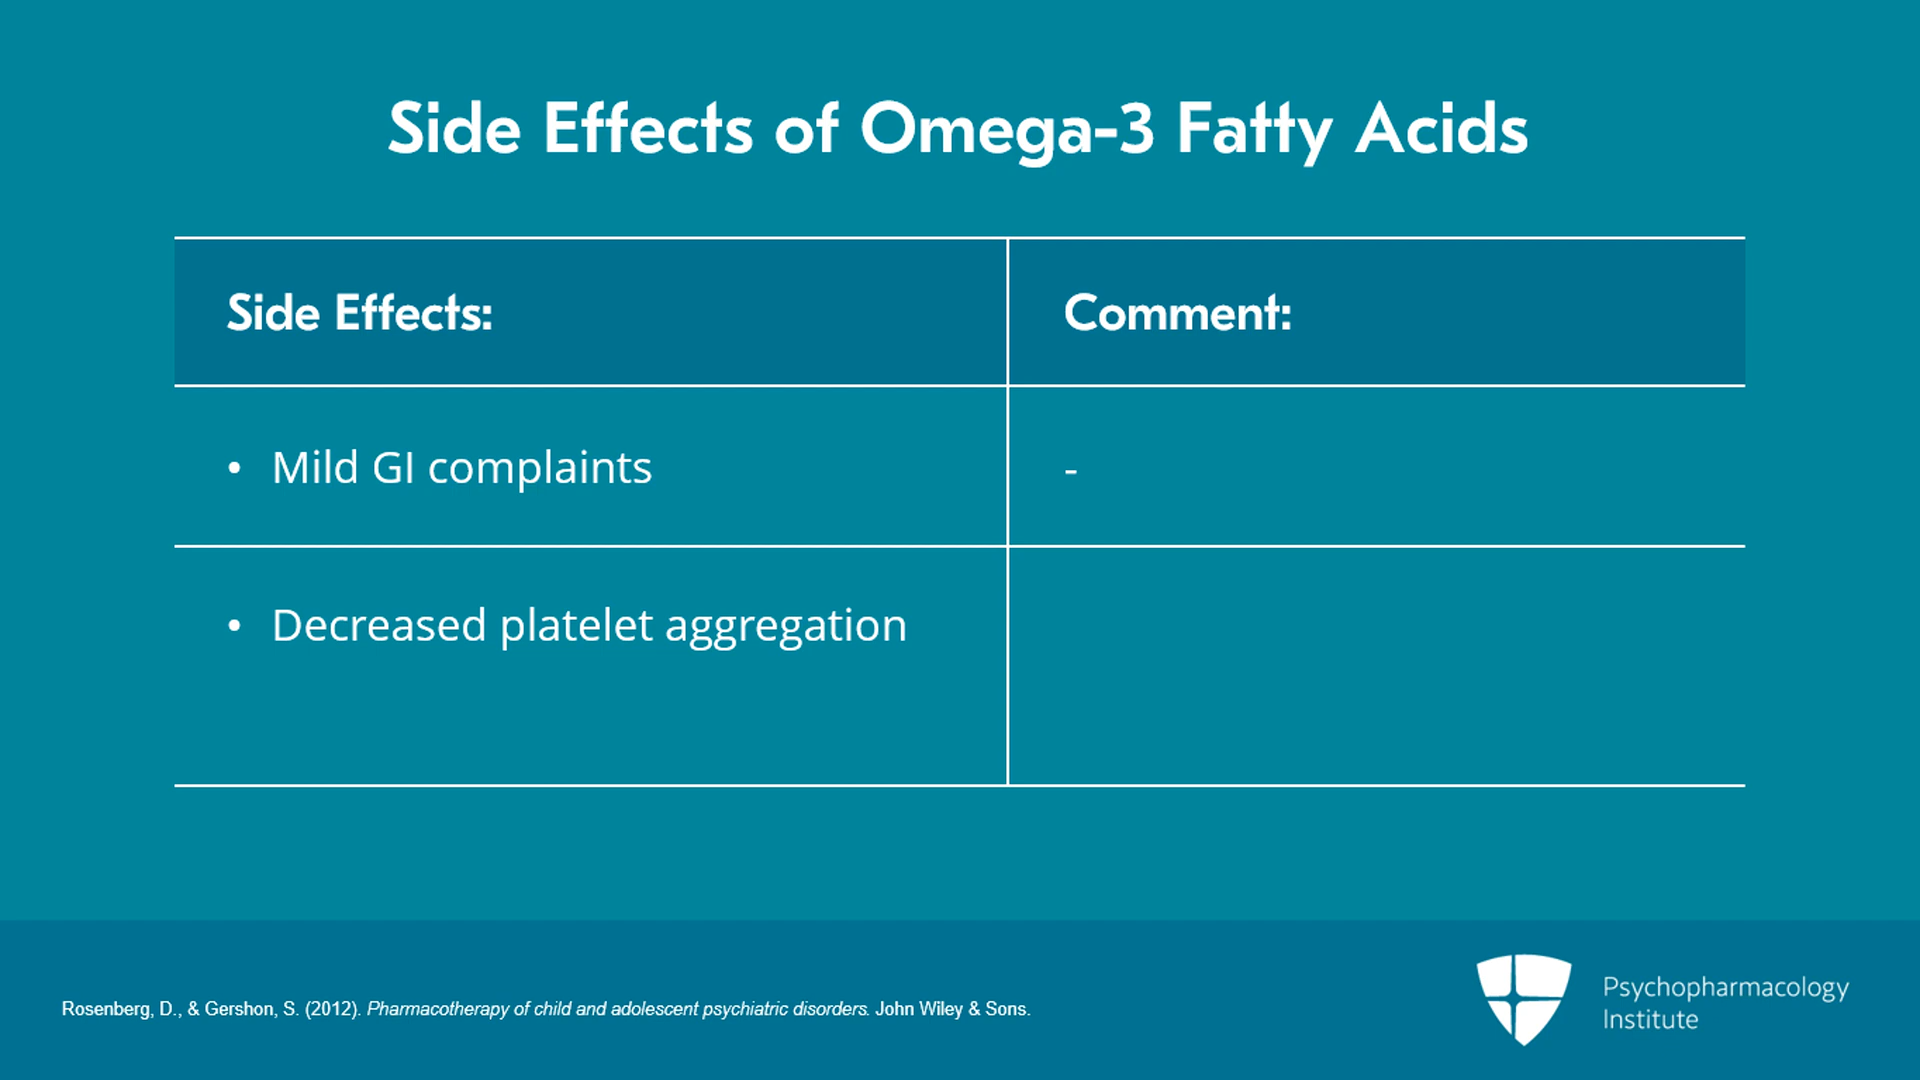 Side Effects of Omega-3 Fatty Acids
Side Effects:
Comment:
• Mild GI complaints
-
• Decreased platelet aggregation
Rosenberg, D., & Gershon, S. (2012). Pharmacotherapy of child and adolescent psychiatric disorders. John Wiley & Sons.
Psychopharmacology
Institute